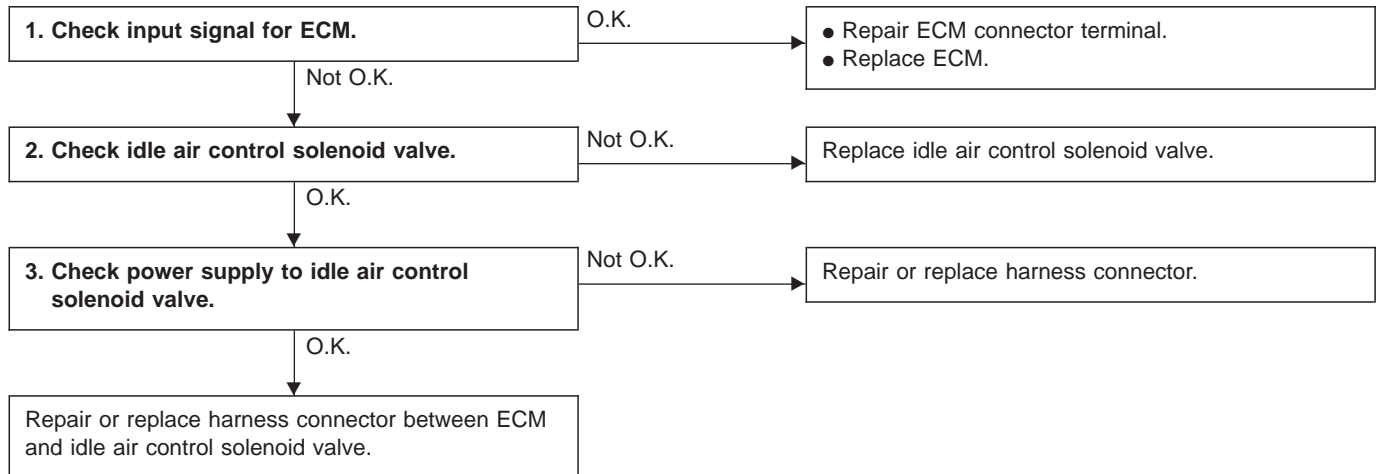 1. Check input signal for ECM.
O.K.
● Repair ECM connector terminal.
● Replace ECM.
Not O.K.
2. Check idle air control solenoid valve.
Not O.K.
Replace idle air control solenoid valve.
O.K.
3. Check power supply to idle air control
solenoid valve.
Not O.K.
Repair or replace harness connector.
O.K.
Repair or replace harness connector between ECM
and idle air control solenoid valve.